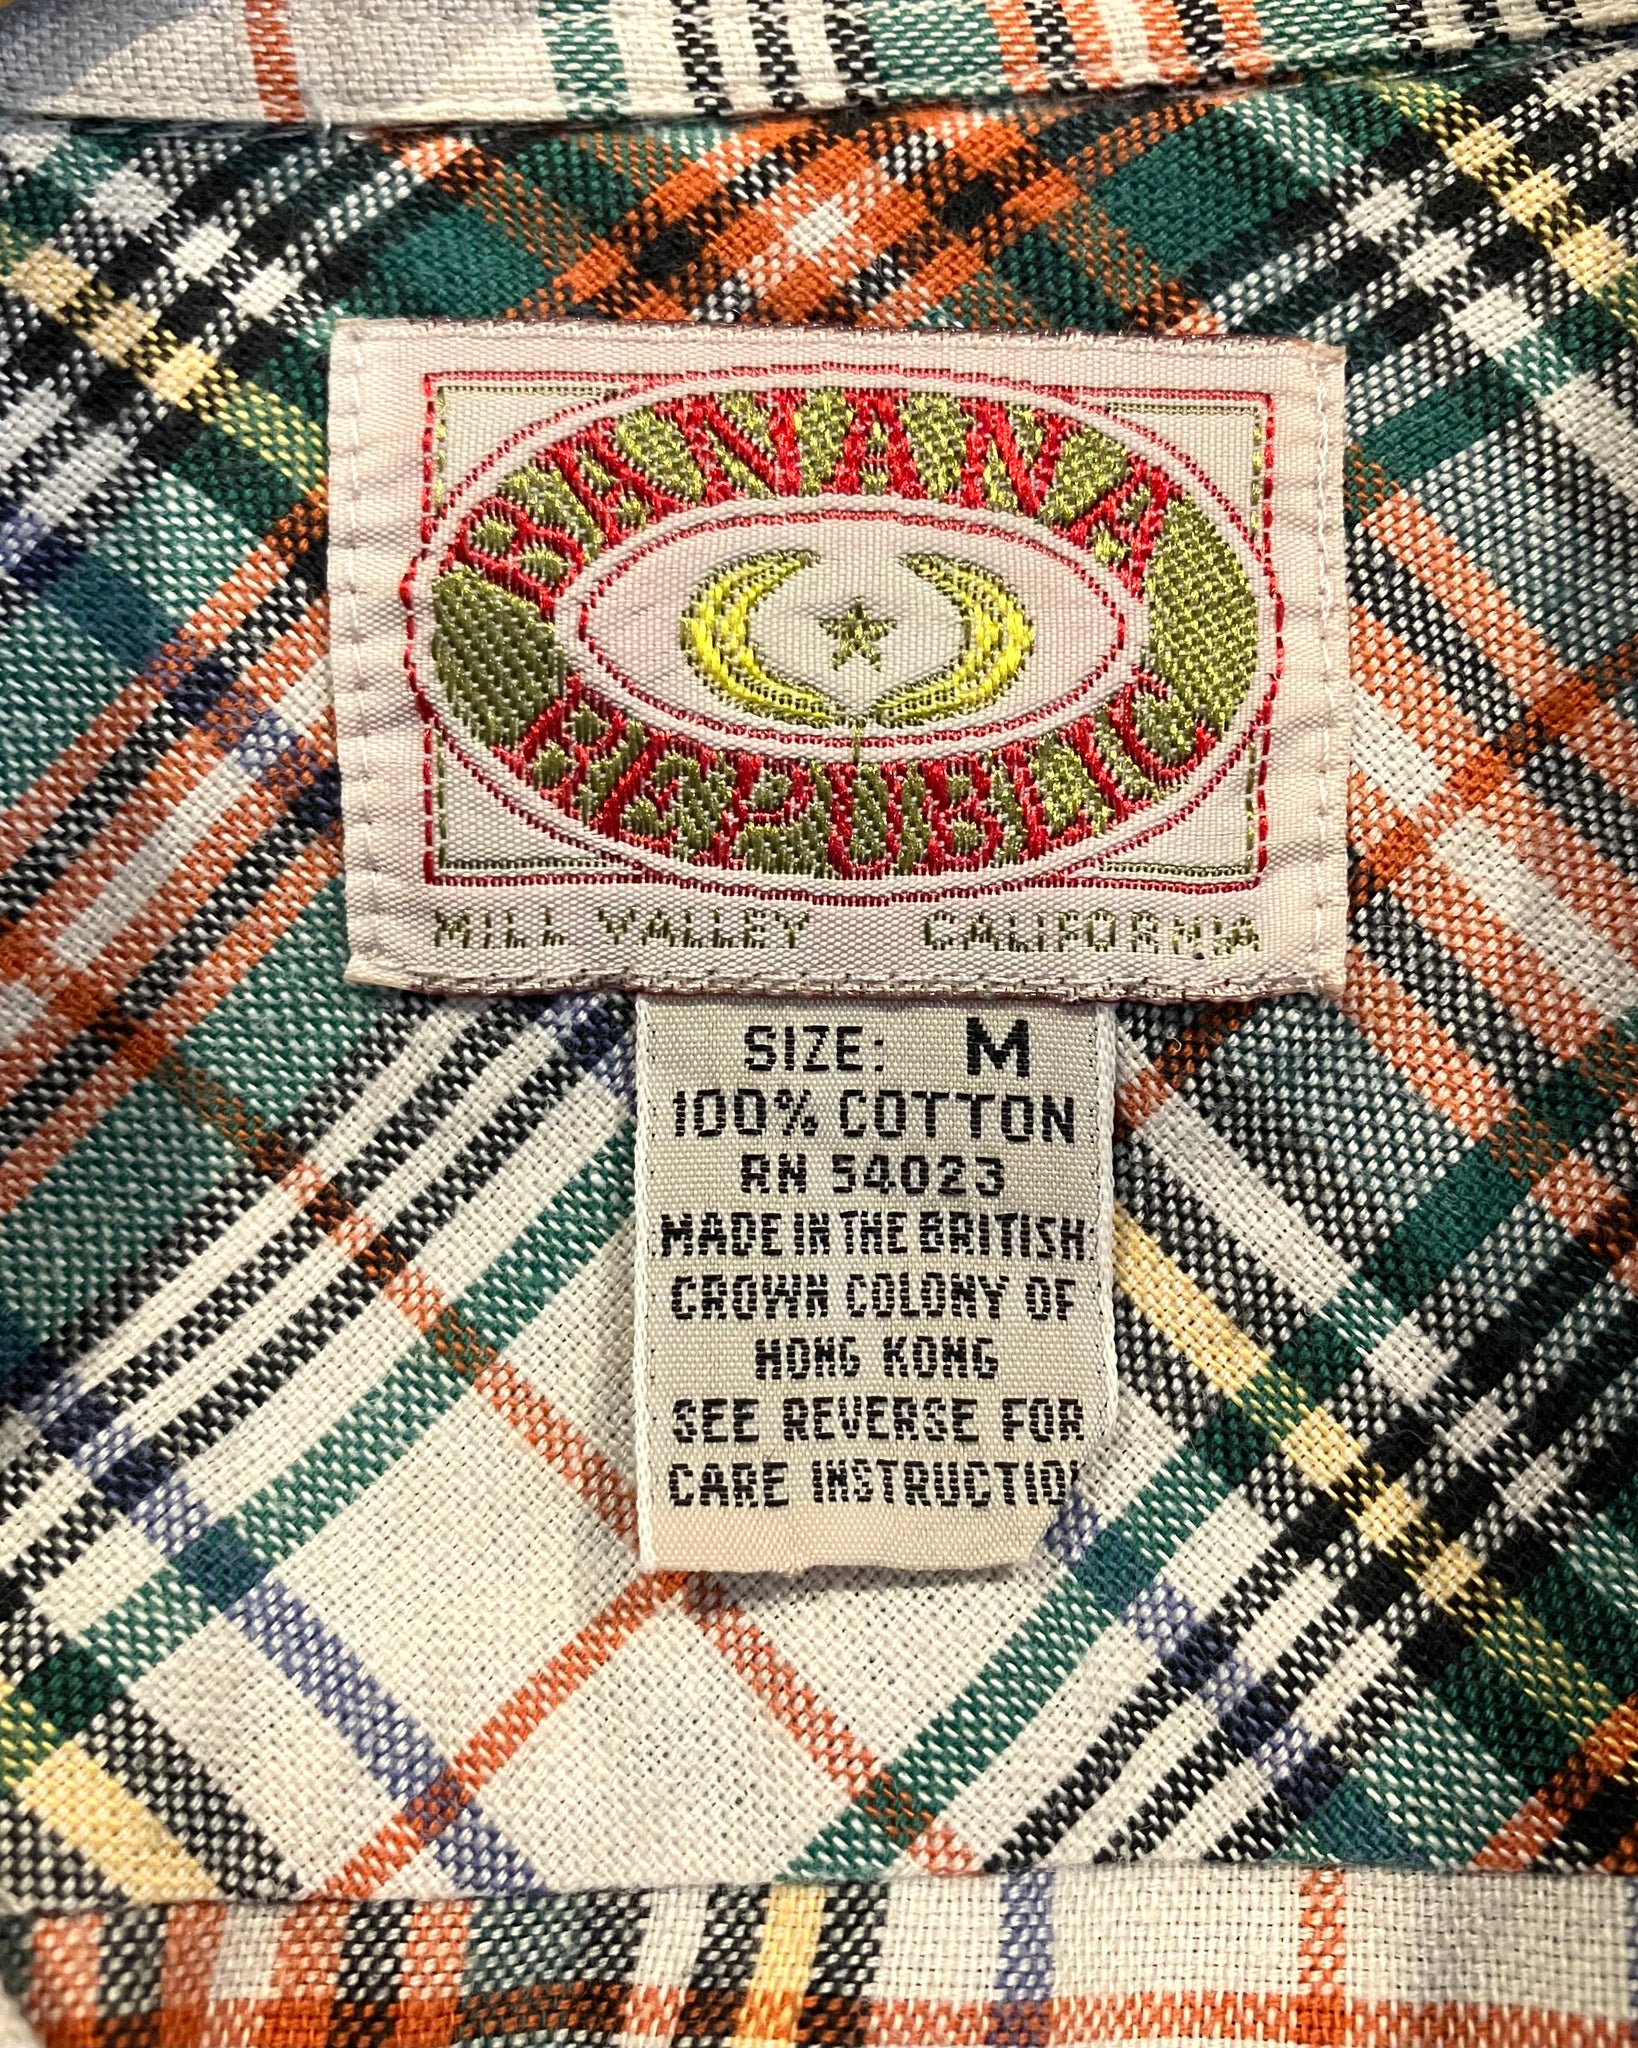 BANANA
REPUBLIC
MILL VALLEY CALIFORNIA
SIZE: M
100% COTTON
RN 54023
MADE IN THE BRITISH
CROWN COLONY OF
HONG KONG
SEE REVERSE FOR
CARE INSTRUCTION